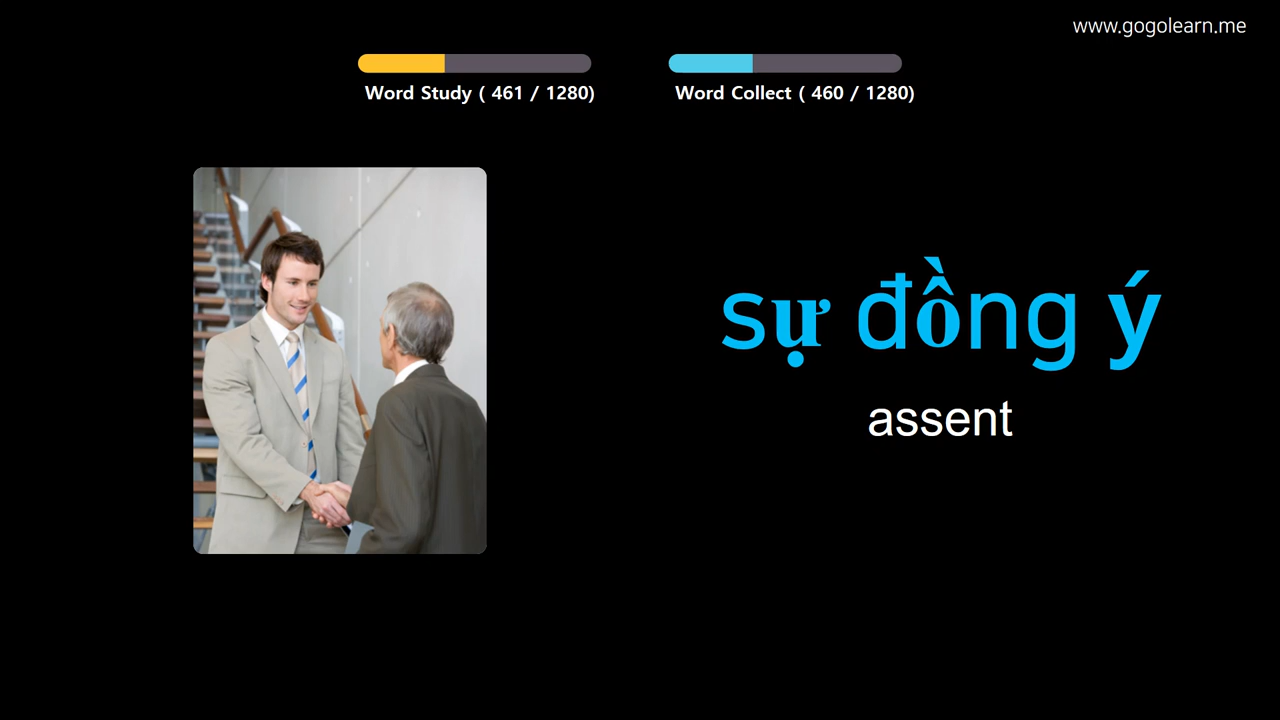 www.gogolearn.me
Word Study ( 461 / 1280)
Word Collect ( 460 / 1280)
sự đồng ý
assent